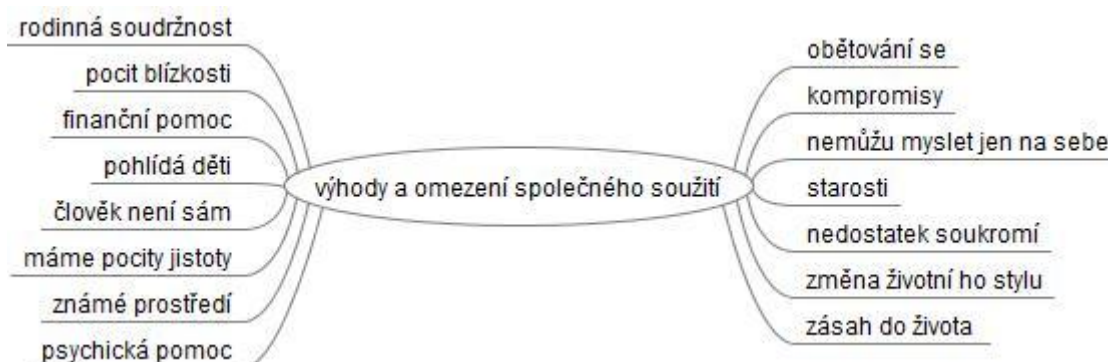 rodinná soudržnost
pocit blízkosti
finanční pomoc
pohlídá děti
člověk není sám
máme pocity jistoty
známé prostředí
psychická pomoc
výhody a omezení společného soužití
obětování se
kompromisy
nemůžu myslet jen na sebe
starosti
nedostatek soukromí
změna životní ho stylu
zásah do života